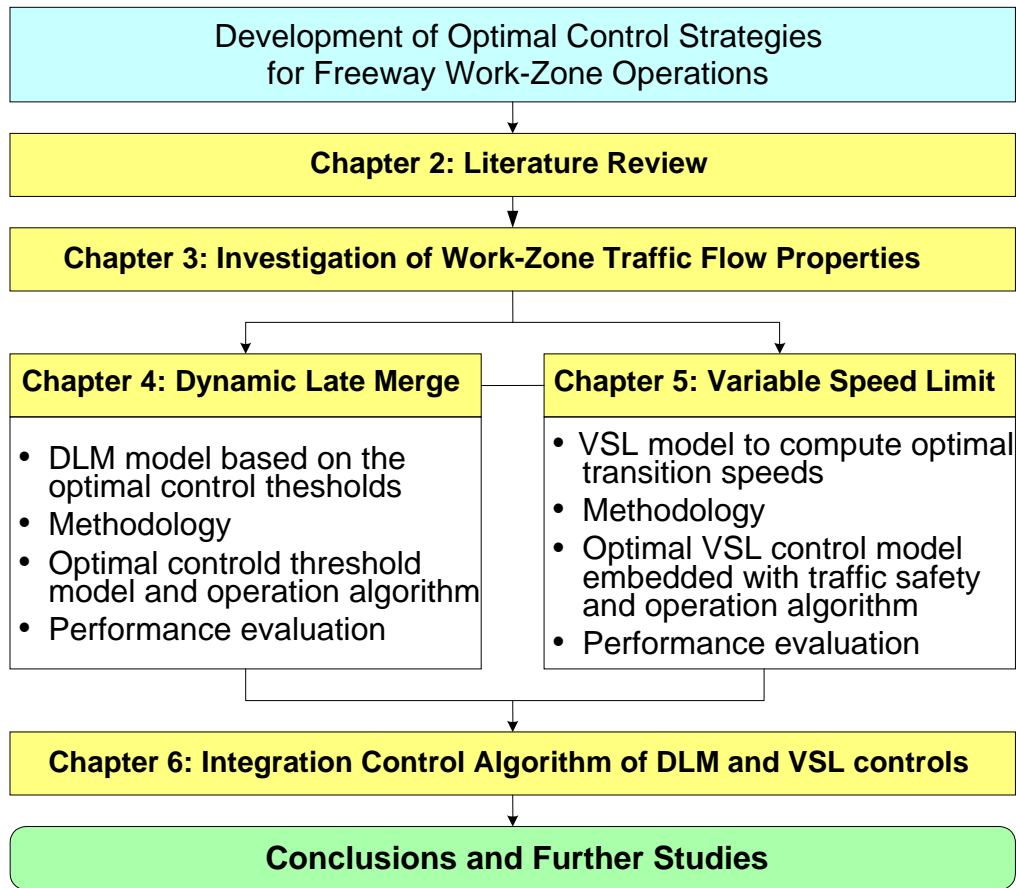 Development of Optimal Control Strategies
for Freeway Work-Zone Operations
Chapter 2: Literature Review
Chapter 3: Investigation of Work-Zone Traffic Flow Properties
Chapter 4: Dynamic Late Merge
• DLM model based on the
optimal control thesholds
• Methodology
• Optimal controld threshold
model and operation algorithm
• Performance evaluation
Chapter 5: Variable Speed Limit
• VSL model to compute optimal
transition speeds
• Methodology
• Optimal VSL control model
embedded with traffic safety
and operation algorithm
• Performance evaluation
Chapter 6: Integration Control Algorithm of DLM and VSL controls
Conclusions and Further Studies